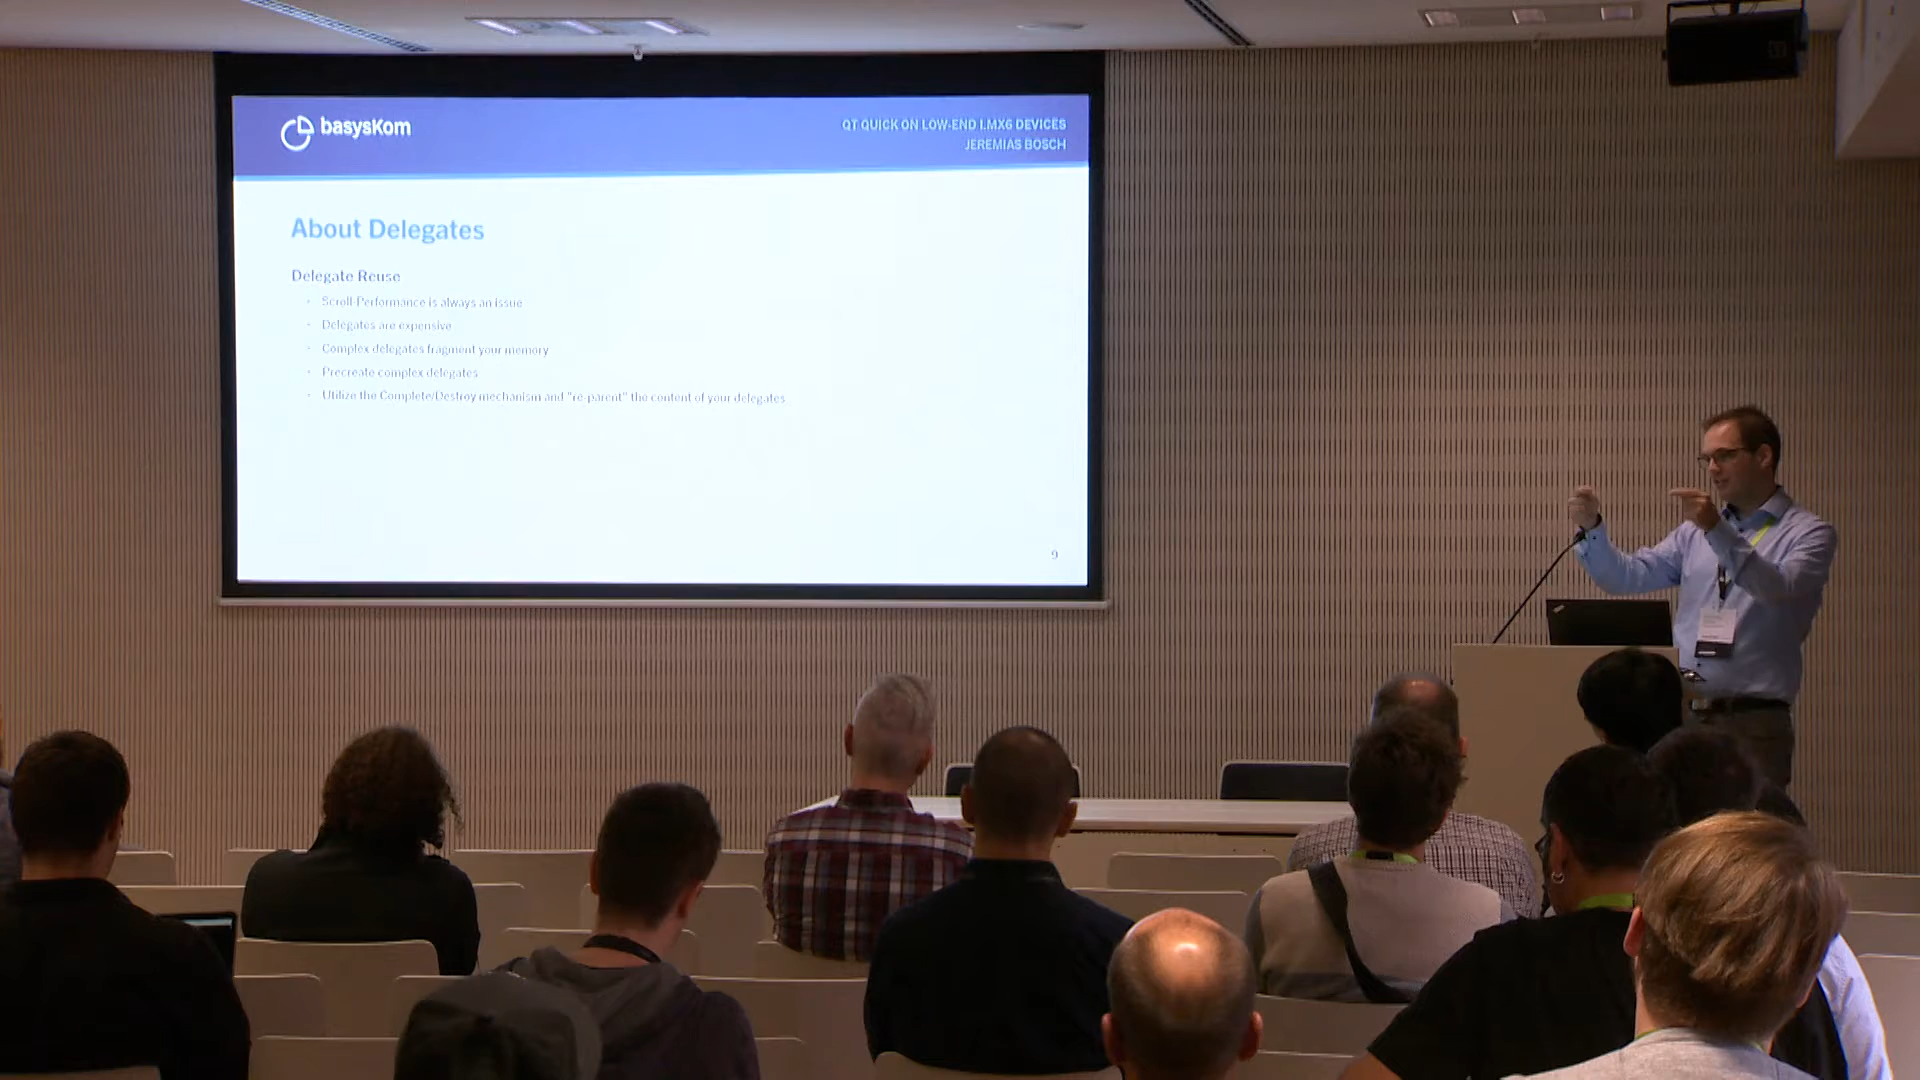 basysKom
QT QUICK ON LOW-END I.MX6 DEVICES
JEREMIAS BOSCH
About Delegates
Delegate Reuse
· Scroll-Performance is always an issue
· Delegates are expensive
· Complex delegates fragment your memory
· Precreate complex delegates
· Utilize the Complete/Destroy mechanism and "re-parent" the content of your delegates
9